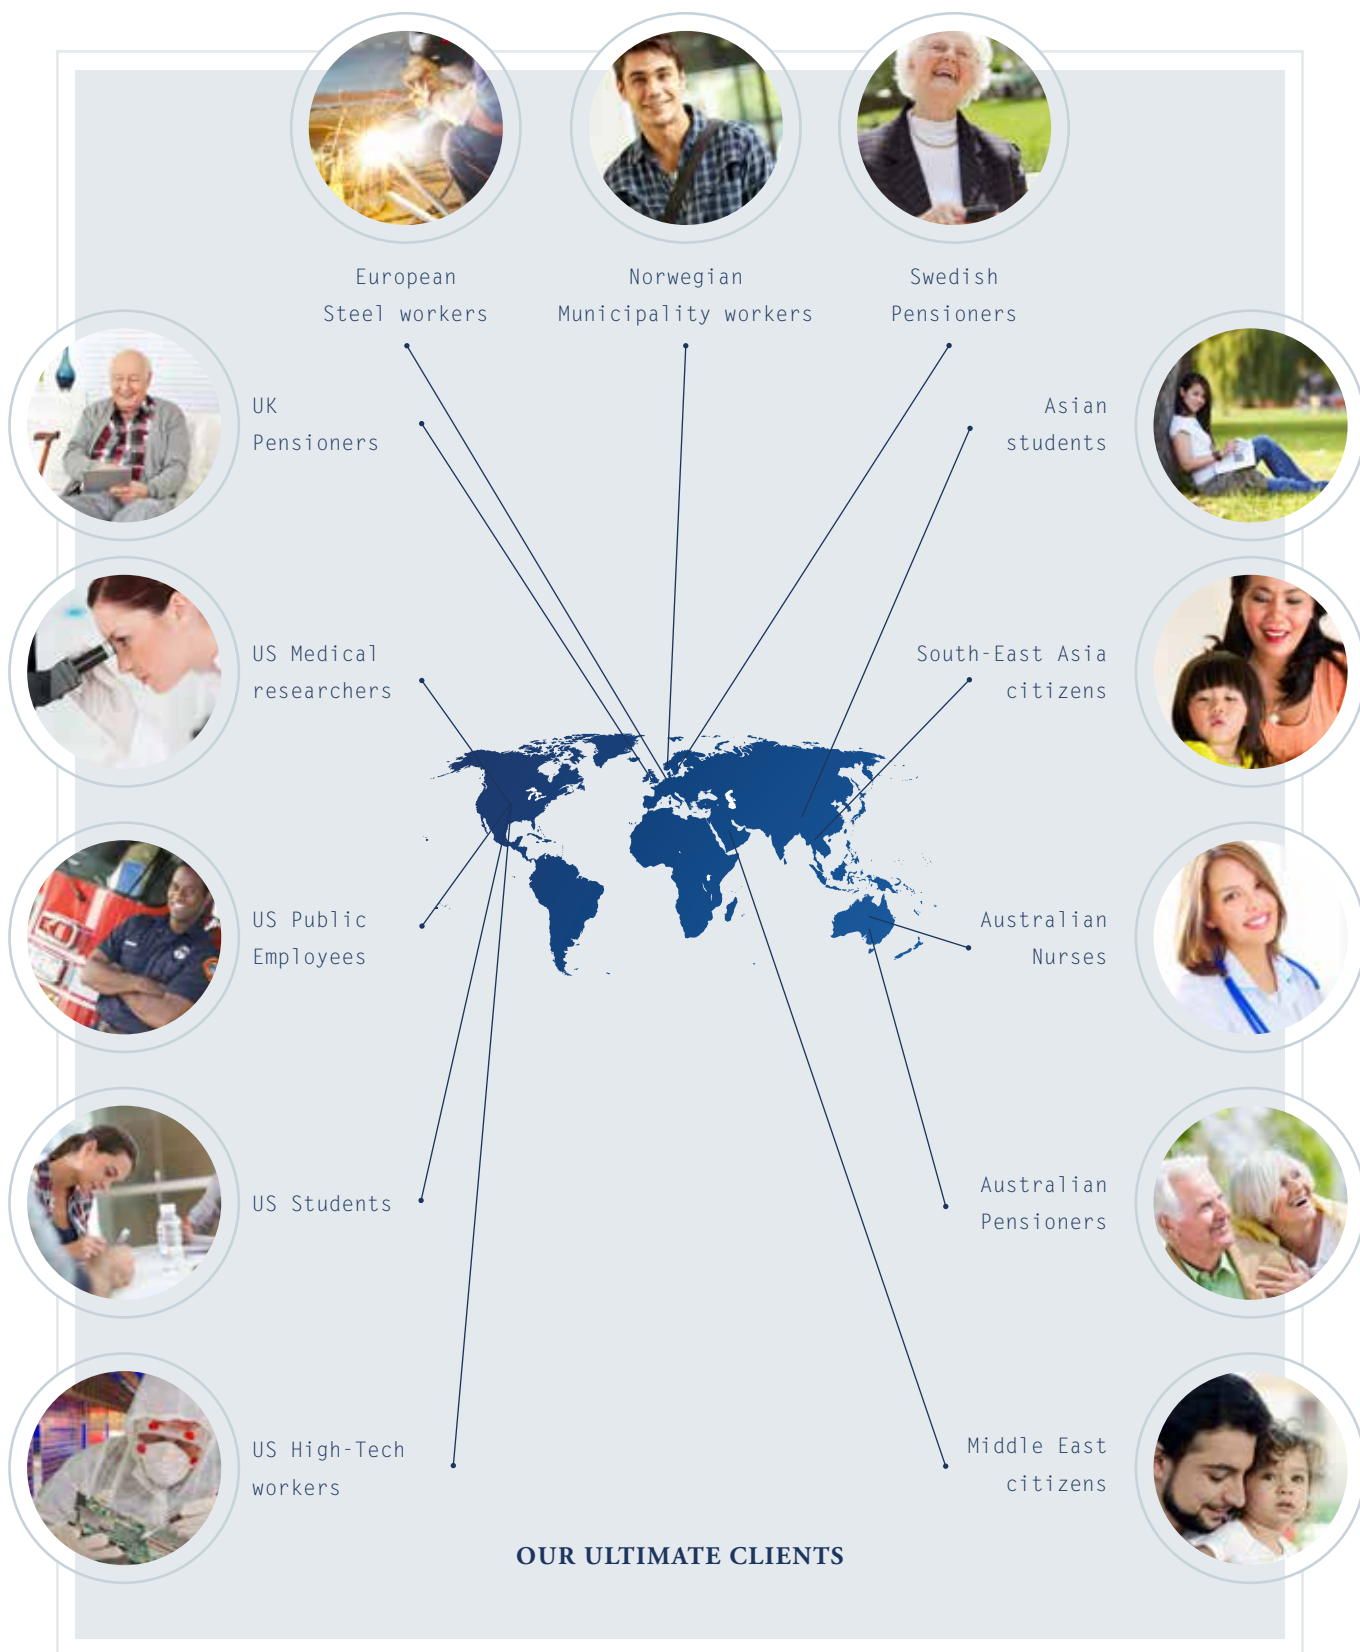 European
Steel workers
Norwegian
Municipality workers
Swedish
Pensioners
UK
Pensioners
Asian
students
US Medical
researchers
South-East Asia
citizens
US Public
Employees
Australian
Nurses
US Students
Australian
Pensioners
US High-Tech
workers
Middle East
citizens
OUR ULTIMATE CLIENTS